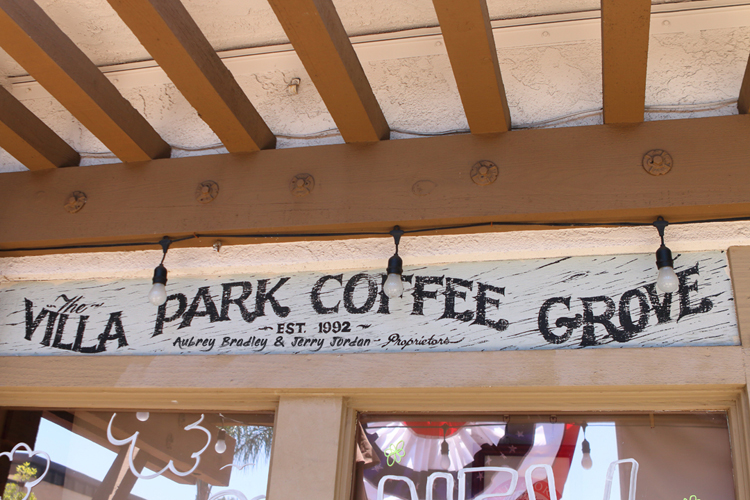 The
VILLA PARK COFFEE GROVE
EST. 1992
Aubrey Bradley & Jerry Jordan - Proprietors